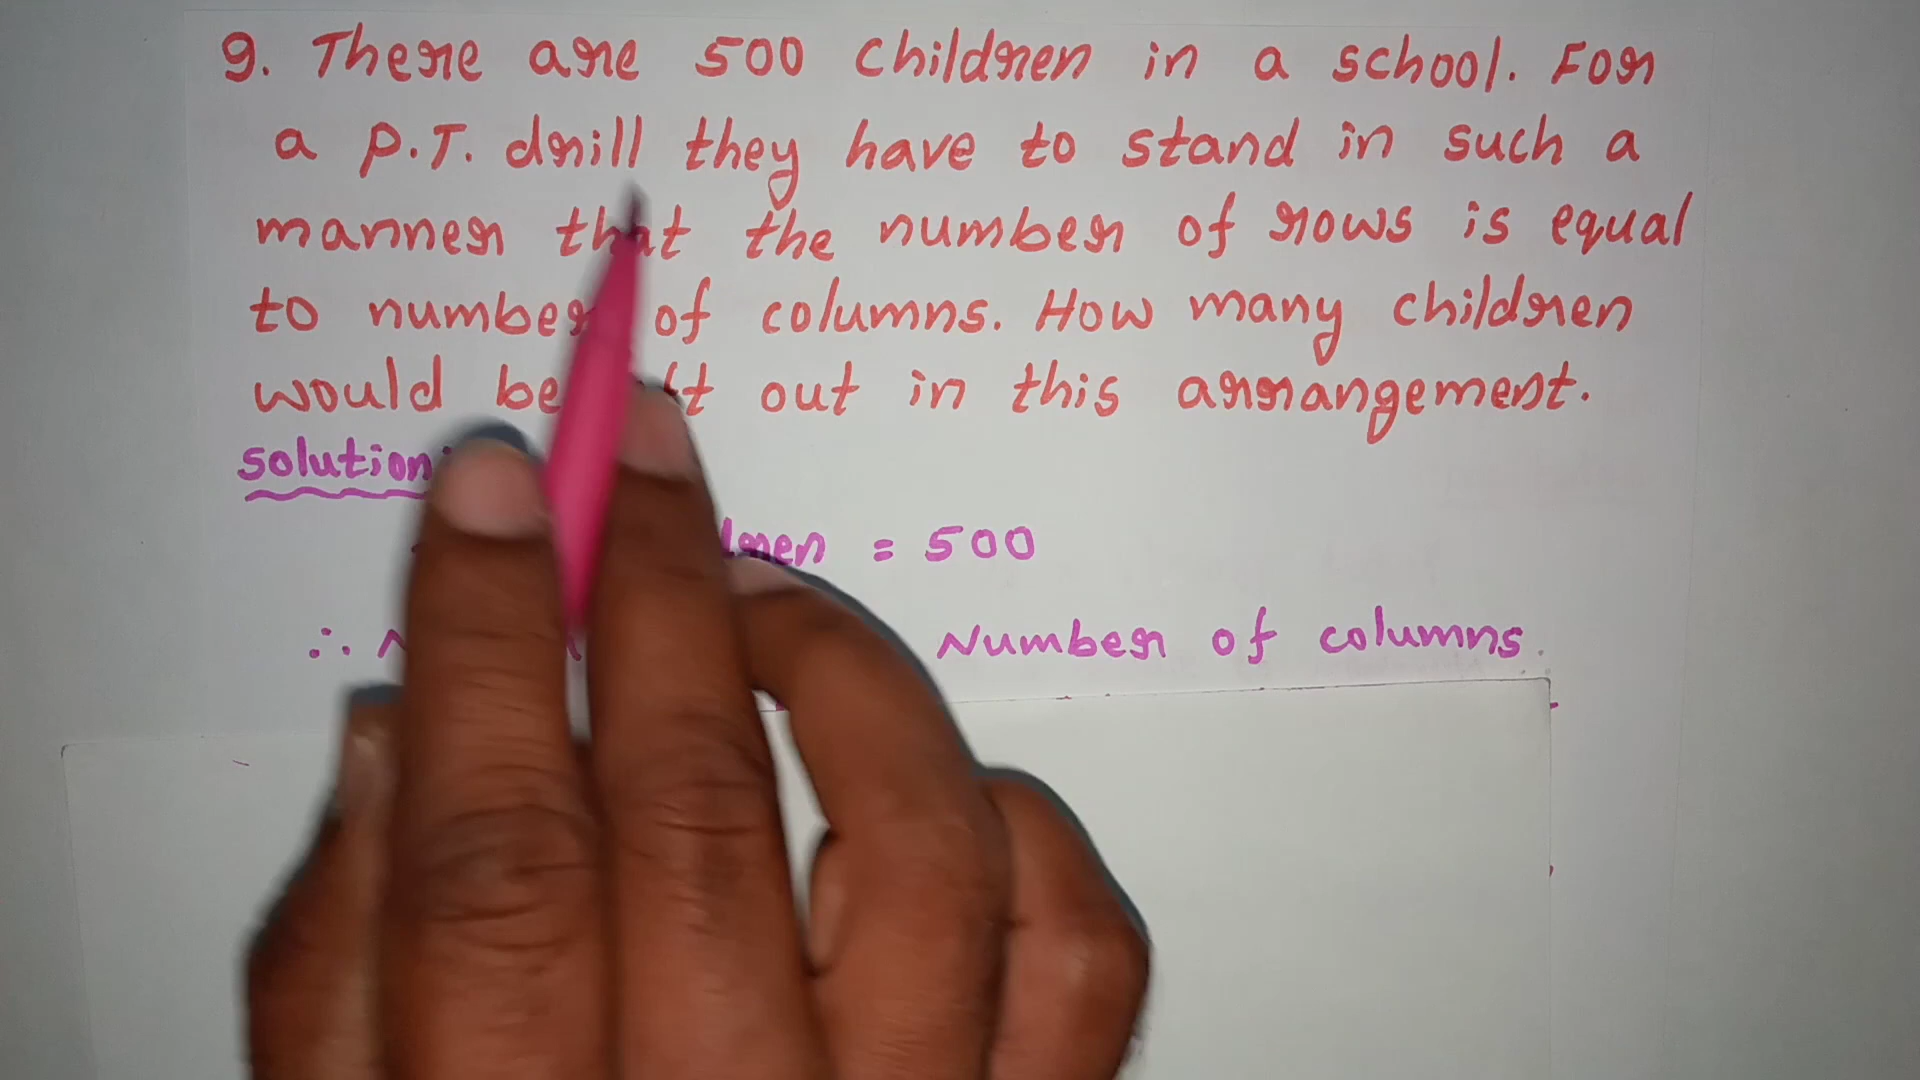 9. There are 500 children in a school. For
a P.T. drill they have to stand in such a
manner that the number of rows is equal
to number of columns. How many children
would be out in this arrangement.
Solution
= 500
∴ Number of columns.